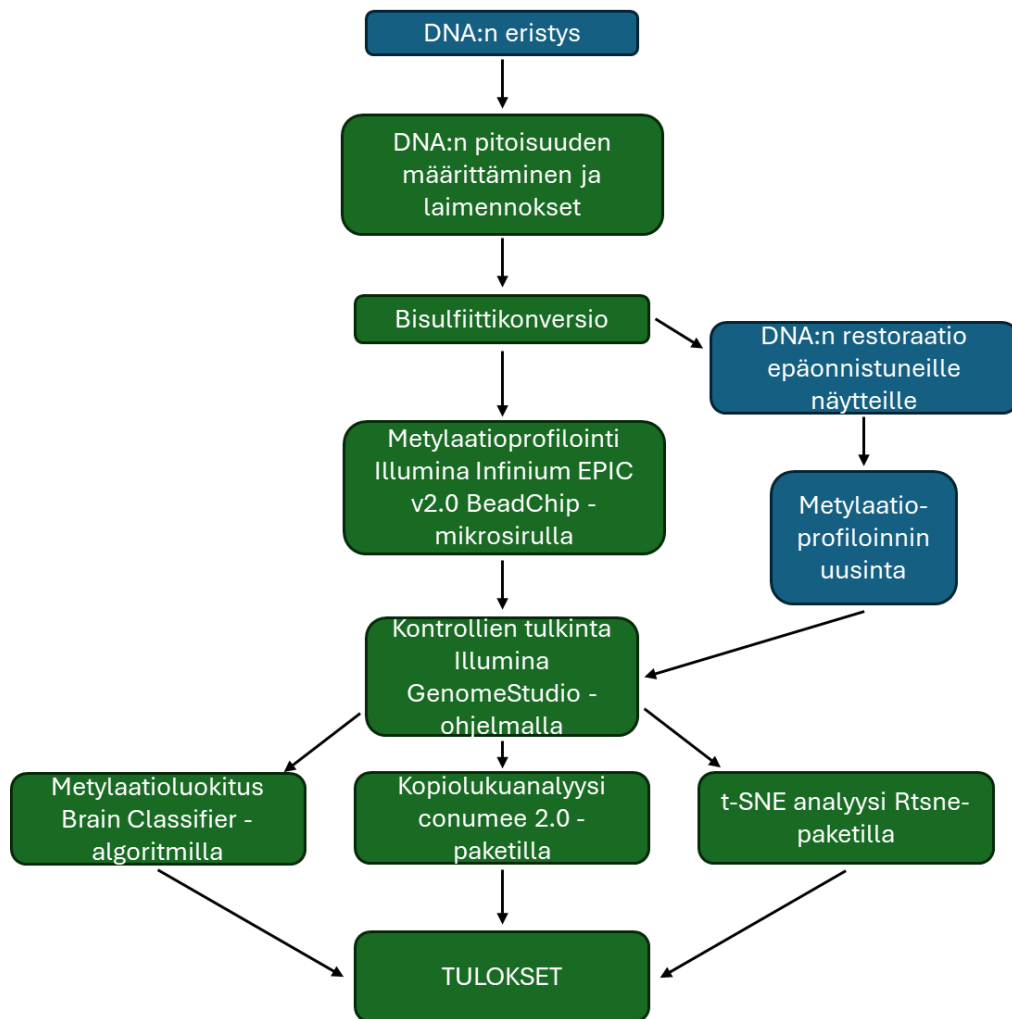 DNA:n eristys
DNA:n pitoisuuden
määrittäminen ja
laimennokset
Bisulfiittikonversio
DNA:n restoraatio
epäonnistuneille
näytteille
Metylaatioprofilointi
Illumina Infinium EPIC
v2.0 BeadChip -
mikrosirulla
Metylaatio-
profiloinnin
uusinta
Kontrollien tulkinta
Illumina
GenomeStudio -
ohjelmalla
Metylaatioluokitus
Brain Classifier -
algoritmilla
Kopiolukuanalyysi
conumee 2.0 -
paketilla
t-SNE analyysi Rtsne-
paketilla
TULOKSET